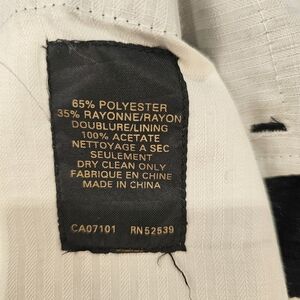 65% POLYESTER
35% RAYONNE/RAYON
DOUBLURE/LINING
100% ACETATE
NETTOYAGE A SEC
SEULEMENT
DRY CLEAN ONLY
FABRIQUE EN CHINE
MADE IN CHINA
CA07101 RN52539